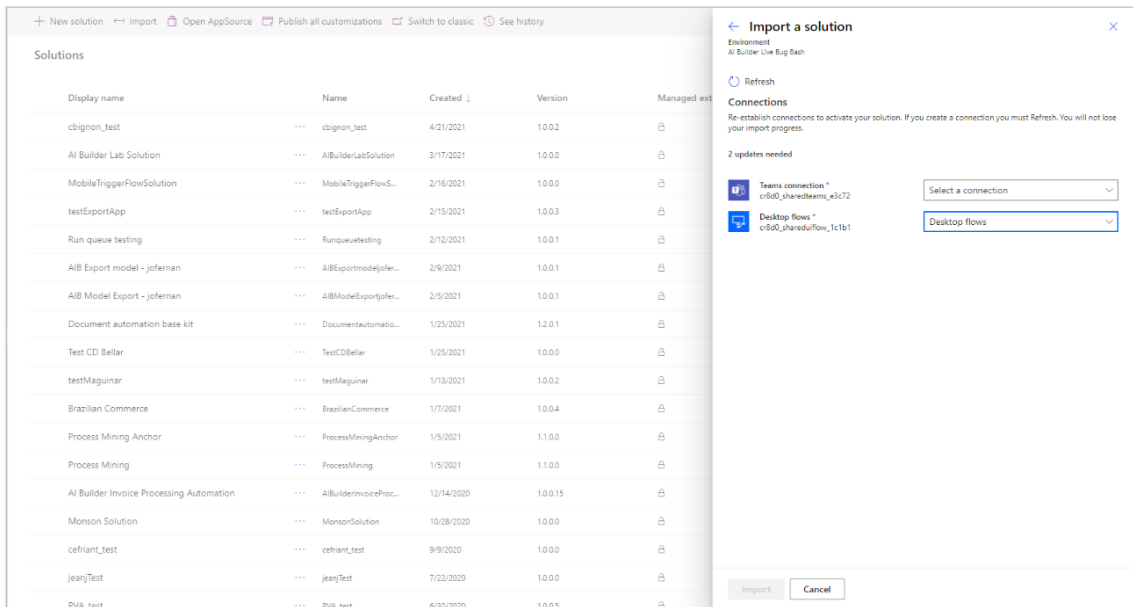 New solution Import Open AppSource Publish all customizations Switch to classic See history
Solutions
Display name Name Created ↓ Version Managed ext
cbignon_test ... cbignon_test 4/21/2021 1.0.0.2
AI Builder Lab Solution ... AIBuilderLabSolution 3/17/2021 1.0.0.0
MobileTriggerFlowSolution ... MobileTriggerFlowS... 2/16/2021 1.0.0.0
testExportApp ... testExportApp 2/15/2021 1.0.0.3
Run queue testing ... Runqueuetesting 2/12/2021 1.0.0.1
AIB Export model - jofernan ... AIBExportmodeljofer... 2/9/2021 1.0.0.1
AIB Model Export - jofernan ... AIBModelExportjofer... 2/5/2021 1.0.0.1
Document automation base kit ... Documentautomatio... 1/25/2021 1.2.0.1
Test CD Bellar ... TestCDBellar 1/25/2021 1.0.0.0
testMaguinar ... testMaguinar 1/13/2021 1.0.0.2
Brazilian Commerce ... BrazilianCommerce 1/7/2021 1.0.0.4
Process Mining Anchor ... ProcessMiningAnchor 1/5/2021 1.1.0.0
Process Mining ... ProcessMining 1/5/2021 1.1.0.0
AI Builder Invoice Processing Automation ... AIBuilderInvoiceProc... 12/14/2020 1.0.0.15
Monson Solution ... MonsonSolution 10/28/2020 1.0.0.0
cefriant_test ... cefriant_test 9/9/2020 1.0.0.0
jeanjTest ... jeanjTest 7/22/2020 1.0.0.0
PVA test ... PVA_test 6/30/2020 1.0.0.5
Import a solution
Environment
AI Builder Live Bug Bash
Refresh
Connections
Re-establish connections to activate your solution. If you create a connection you must Refresh. You will not lose
your import progress.
2 updates needed
Teams connection *
cr8d0_sharedteams_e3c72
Select a connection
Desktop flows *
cr8d0_shareduiflow_1c1b1
Desktop flows
Import Cancel